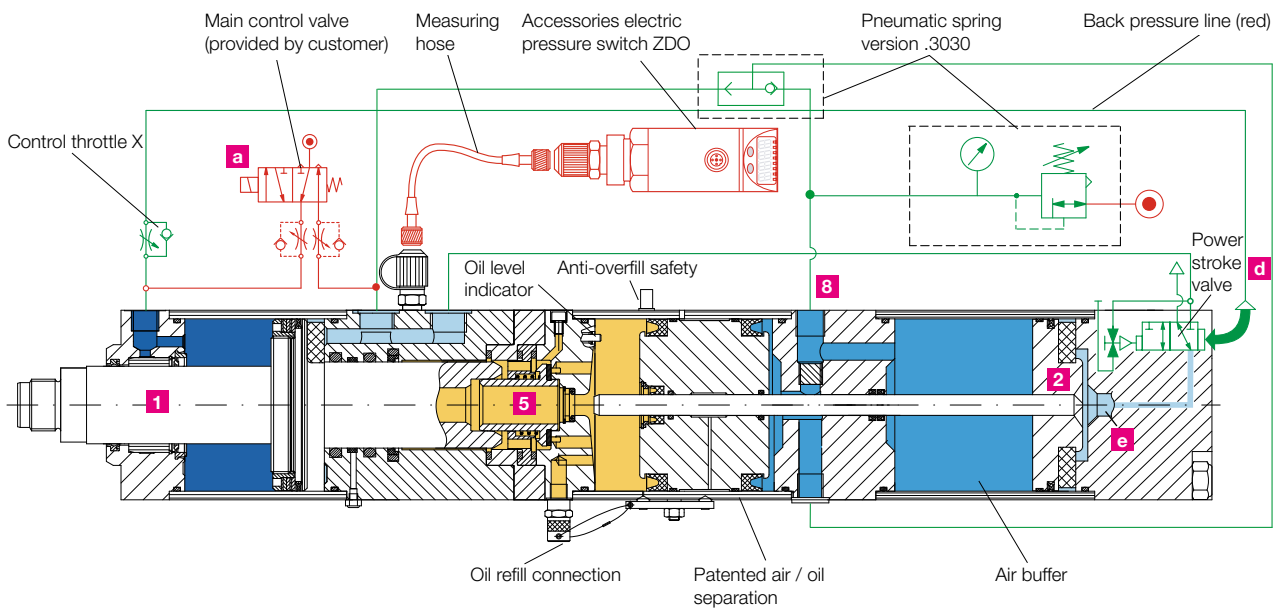 Main control valve
(provided by customer)
Measuring
hose
Accessories electric
pressure switch ZDO
Pneumatic spring
version .3030
Back pressure line (red)
Control throttle X
a
Oil level
indicator
Anti-overfill safety
8
Power
stroke
valve
d
1
5
2
e
Oil refill connection
Patented air / oil
separation
Air buffer